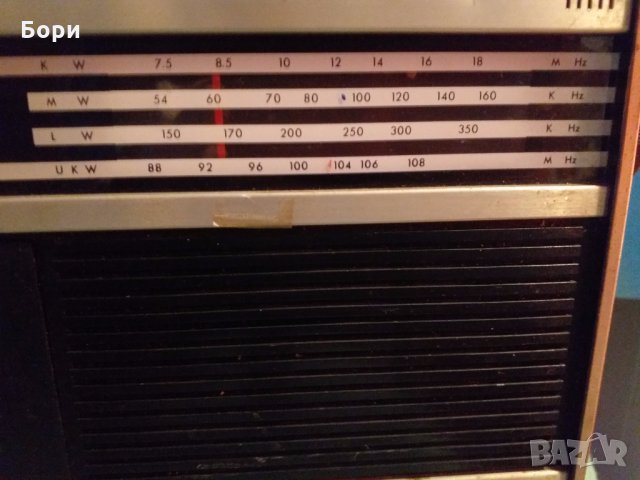 Бори
K W 7.5 8.5 10 12 14 16 18 M Hz
M W 54 60 70 80 100 120 140 160 K Hz
L W 150 170 200 250 300 350 K Hz
U K W 88 92 96 100 104 106 108 M Hz
BAZAR